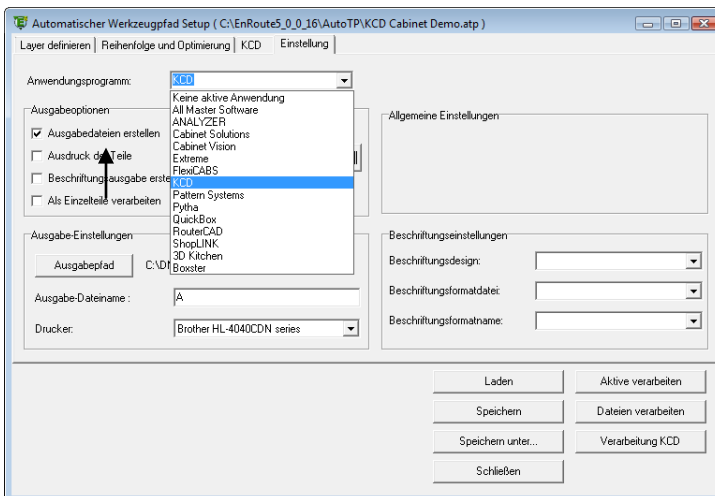 Automatischer Werkzeugpfad Setup ( C:\EnRoute5_0_0_16\AutoTP\KCD Cabinet Demo.atp )
Layer definieren Reihenfolge und Optimierung KCD Einstellung
Anwendungsprogramm: KCD
Keine aktive Anwendung
All Master Software
ANALYZER
Cabinet Solutions
Cabinet Vision
Extreme
FlexiCABS
KCD
Pattern Systems
Pytha
QuickBox
RouterCAD
ShopLINK
3D Kitchen
Boxster
Ausgabeoptionen
Ausgabedateien erstellen
Ausdruck der Teile
Beschriftungsausgabe erste
Als Einzelteile verarbeiten
Allgemeine Einstellungen
Ausgabe-Einstellungen
Ausgabepfad C:\DN
Ausgabe-Dateiname : A
Drucker: Brother HL-4040CDN series
Beschriftungseinstellungen
Beschriftungsdesign:
Beschriftungsformatdatei:
Beschriftungsformatname:
Laden Aktive verarbeiten
Speichern Dateien verarbeiten
Speichern unter... Verarbeitung KCD
Schließen